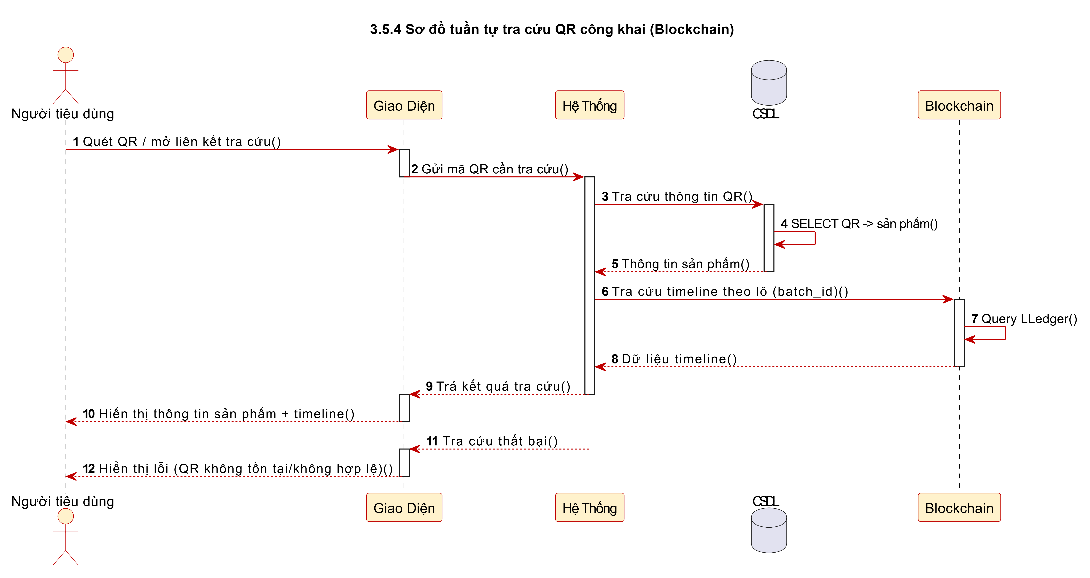 3.5.4 Sơ đồ tuần tự tra cứu QR công khai (Blockchain)
Người tiêu dùng
Giao Diện
Hệ Thống
CSDL
Blockchain
1 Quét QR / mở liên kết tra cứu()
2 Gửi mã QR cần tra cứu()
3 Tra cứu thông tin QR()
4 SELECT QR -> sản phẩm()
5 Thông tin sản phẩm()
6 Tra cứu timeline theo lô (batch_id)()
7 Query LLedger()
8 Dữ liệu timeline()
9 Trả kết quả tra cứu()
10 Hiển thị thông tin sản phẩm + timeline()
11 Tra cứu thất bại()
12 Hiển thị lỗi (QR không tồn tại/không hợp lệ)()
Người tiêu dùng
Giao Diện
Hệ Thống
CSDL
Blockchain